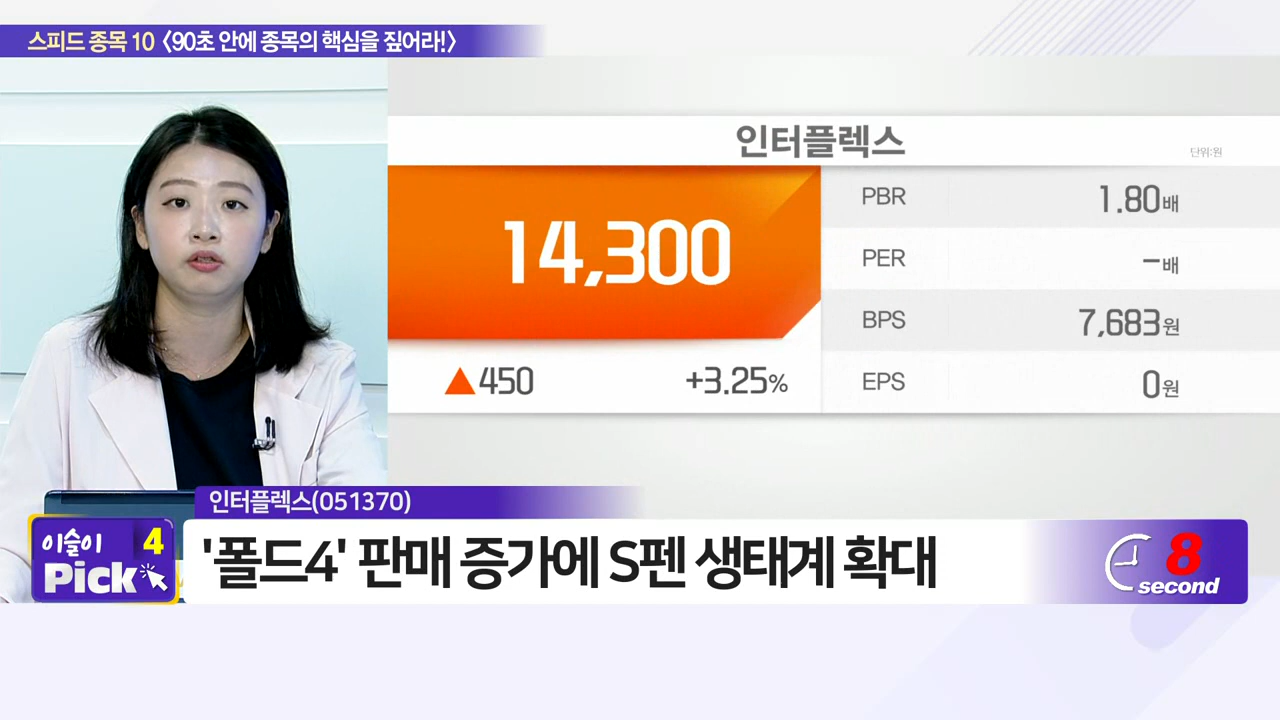 스피드 종목 10 <90초 안에 종목의 핵심을 짚어라!>
인터플렉스
단위:원
14,300
▲450 +3.25%
PBR 1.80배
PER -배
BPS 7,683원
EPS 0원
인터플렉스(051370)
이슬이 4
Pick
'폴드4' 판매 증가에 S펜 생태계 확대
8
second